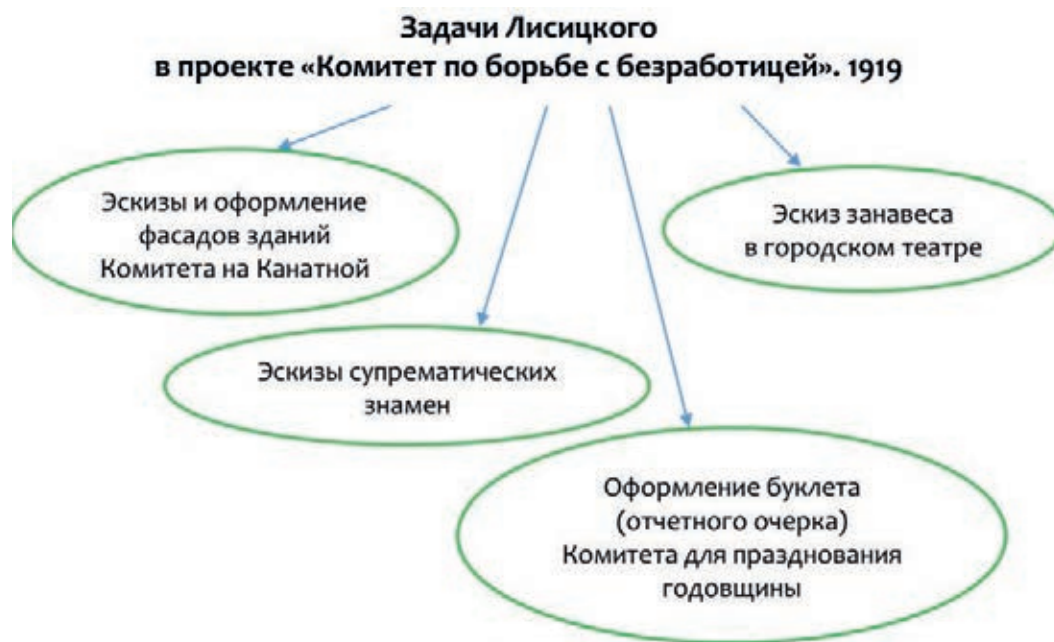 Задачи Лисицкого
в проекте «Комитет по борьбе с безработицей». 1919
Эскизы и оформление
фасадов зданий
Комитета на Канатной
Эскиз занавеса
в городском театре
Эскизы супрематических
знамен
Оформление буклета
(отчетного очерка)
Комитета для празднования
годовщины